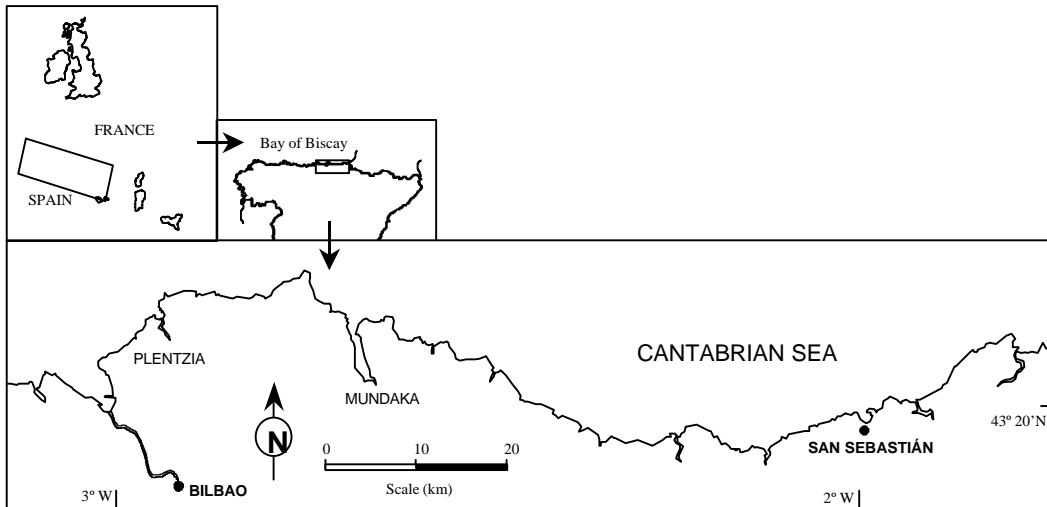 FRANCE
SPAIN
Bay of Biscay
PLENTZIA
MUNDAKA
CANTABRIAN SEA
43º 20'N
SAN SEBASTIÁN
N
0 10 20
Scale (km)
BILBAO
3º W
2º W